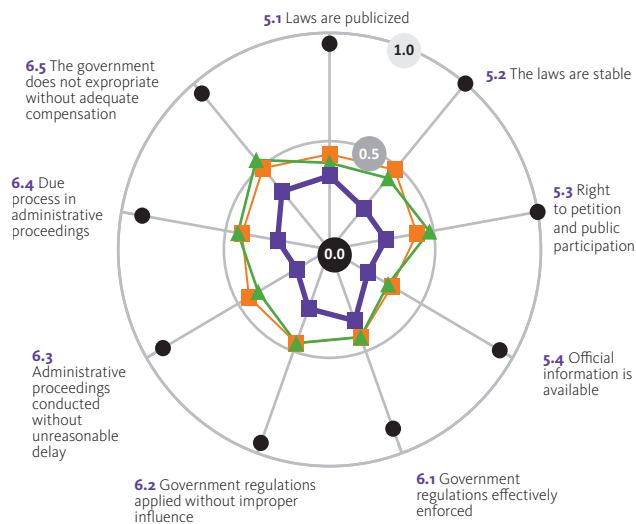 5.1 Laws are publicized
1.0
5.2 The laws are stable
0.5
5.3 Right
to petition
and public
participation
0.0
5.4 Official
information is
available
6.1 Government
regulations effectively
enforced
6.2 Government regulations
applied without improper
influence
6.3
Administrative
proceedings
conducted
without
unreasonable
delay
6.4 Due
process in
administrative
proceedings
6.5 The government
does not expropriate
without adequate
compensation